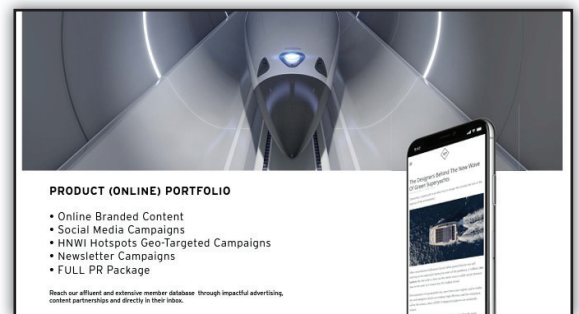 PRODUCT (ONLINE) PORTFOLIO
• Online Branded Content
• Social Media Campaigns
• HNWI Hotspots Geo-Targeted Campaigns
• Newsletter Campaigns
• FULL PR Package
Reach our affluent and extensive member database through impactful advertising,
content partnerships and directly in their inbox.
The Designers Behind The New Wave
Of Green Superyachts